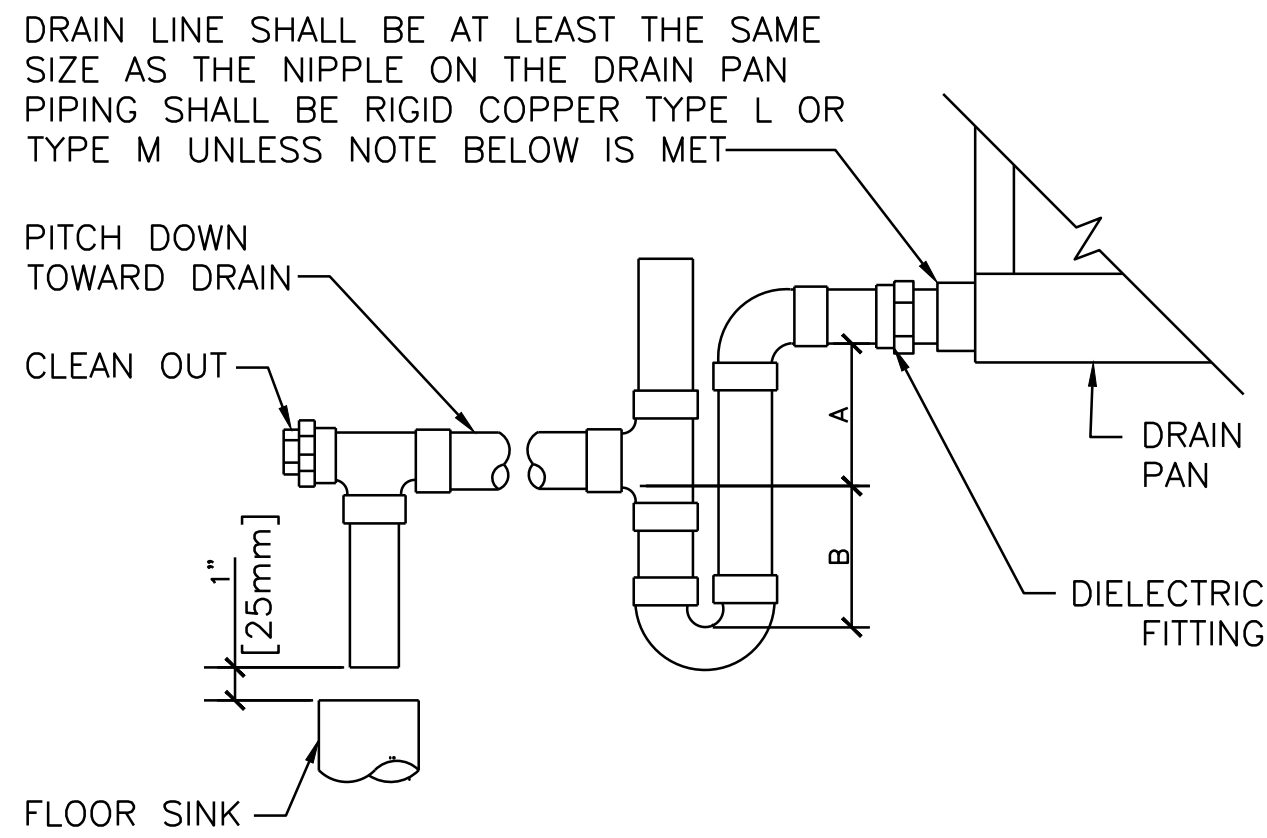 DRAIN LINE SHALL BE AT LEAST THE SAME
SIZE AS THE NIPPLE ON THE DRAIN PAN
PIPING SHALL BE RIGID COPPER TYPE L OR
TYPE M UNLESS NOTE BELOW IS MET
PITCH DOWN
TOWARD DRAIN
CLEAN OUT
A
DRAIN
PAN
B
1"
[25mm]
DIELECTRIC
FITTING
FLOOR SINK